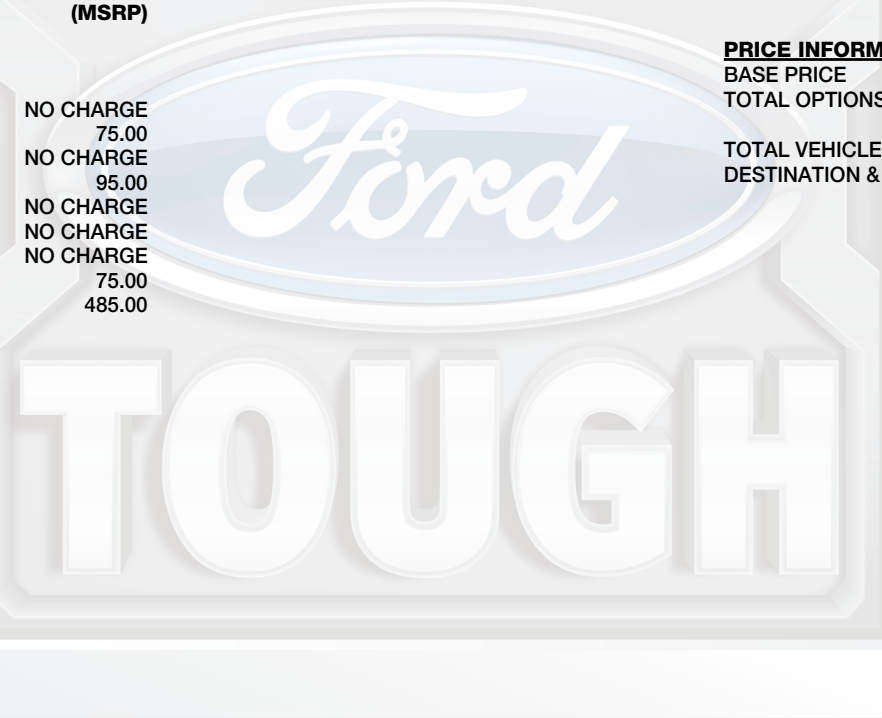 (MSRP)
NO CHARGE
75.00
NO CHARGE
95.00
NO CHARGE
NO CHARGE
NO CHARGE
75.00
485.00
PRICE INFORM
BASE PRICE
TOTAL OPTIONS
TOTAL VEHICLE
DESTINATION &
Ford
TOUGH